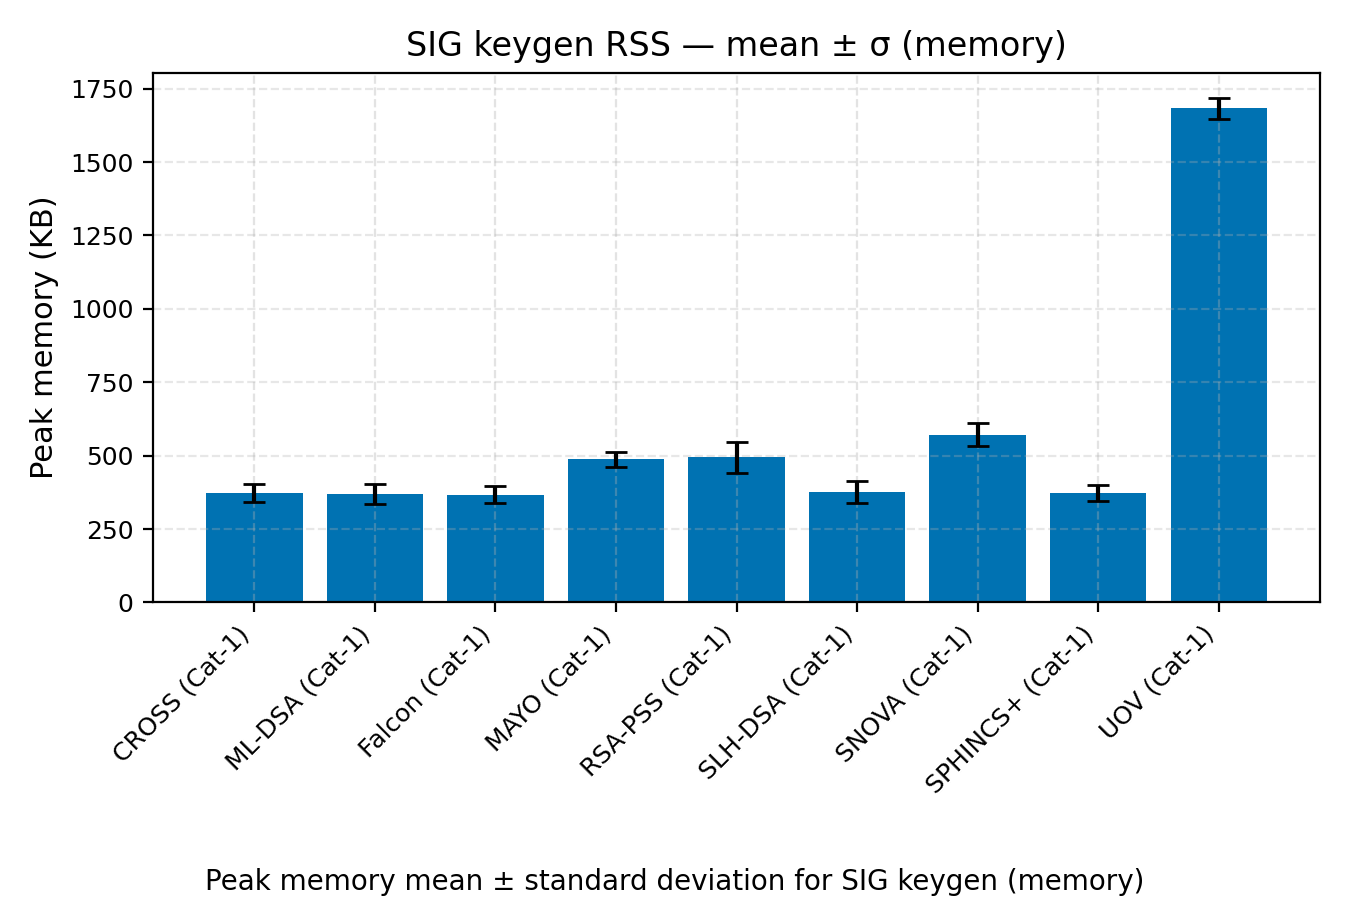 SIG keygen RSS — mean ± σ (memory)
Peak memory (KB)
1750
1500
1250
1000
750
500
250
0
CROSS (Cat-1)
ML-DSA (Cat-1)
Falcon (Cat-1)
MAYO (Cat-1)
RSA-PSS (Cat-1)
SLH-DSA (Cat-1)
SNOVA (Cat-1)
SPHINCS+ (Cat-1)
UOV (Cat-1)
Peak memory mean ± standard deviation for SIG keygen (memory)